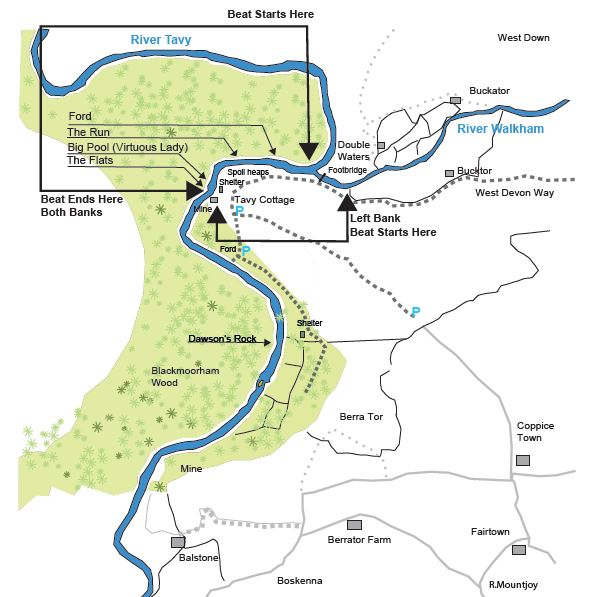 Beat Starts Here
River Tavy
West Down
Buckator
River Walkham
Ford
The Run
Big Pool (Virtuous Lady)
The Flats
Double
Waters
Footbridge
Bucktor
West Devon Way
Spoil heaps
Shelter
Beat Ends Here
Both Banks
Mine
Tavy Cottage
P
Left Bank
Beat Starts Here
Ford
P
P
Shelter
Dawson's Rock
Blackmoorham
Wood
Berra Tor
Coppice
Town
Mine
Berrator Farm
Fairtown
Balstone
Boskenna
R.Mountjoy